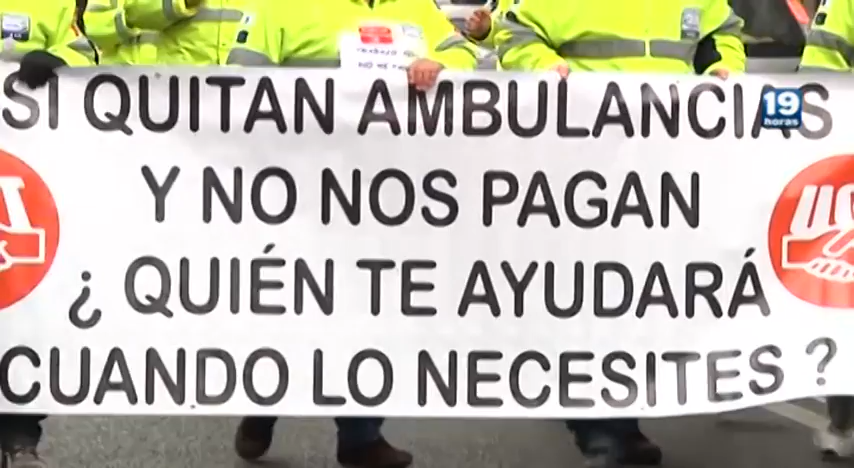 SI QUITAN AMBULANCIAS
19
horas
Y NO NOS PAGAN
¿ QUIÉN TE AYUDARÁ
CUANDO LO NECESITES ?